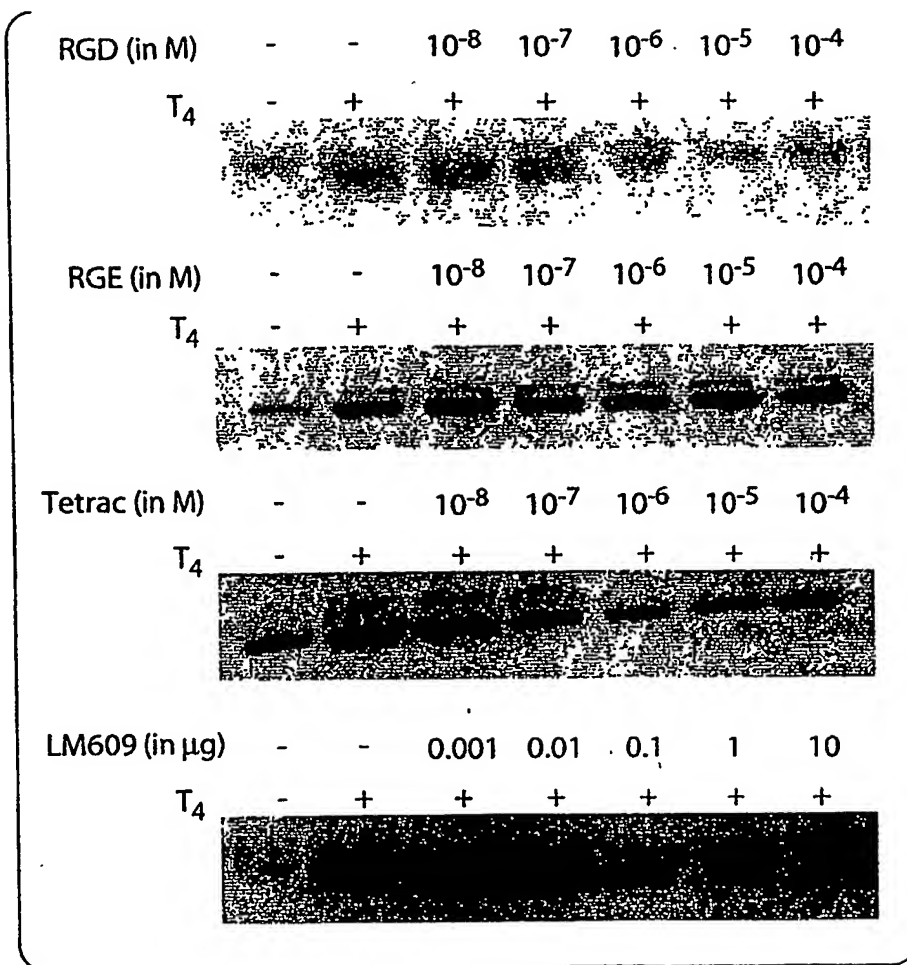 RGD (in M) - - 10⁻⁸ 10⁻⁷ 10⁻⁶ 10⁻⁵ 10⁻⁴
T₄ - + + + + + +
RGE (in M) - - 10⁻⁸ 10⁻⁷ 10⁻⁶ 10⁻⁵ 10⁻⁴
T₄ - + + + + + +
Tetrac (in M) - - 10⁻⁸ 10⁻⁷ 10⁻⁶ 10⁻⁵ 10⁻⁴
T₄ - + + + + + +
LM609 (in µg) - - 0.001 0.01 0.1 1 10
T₄ - + + + + + +